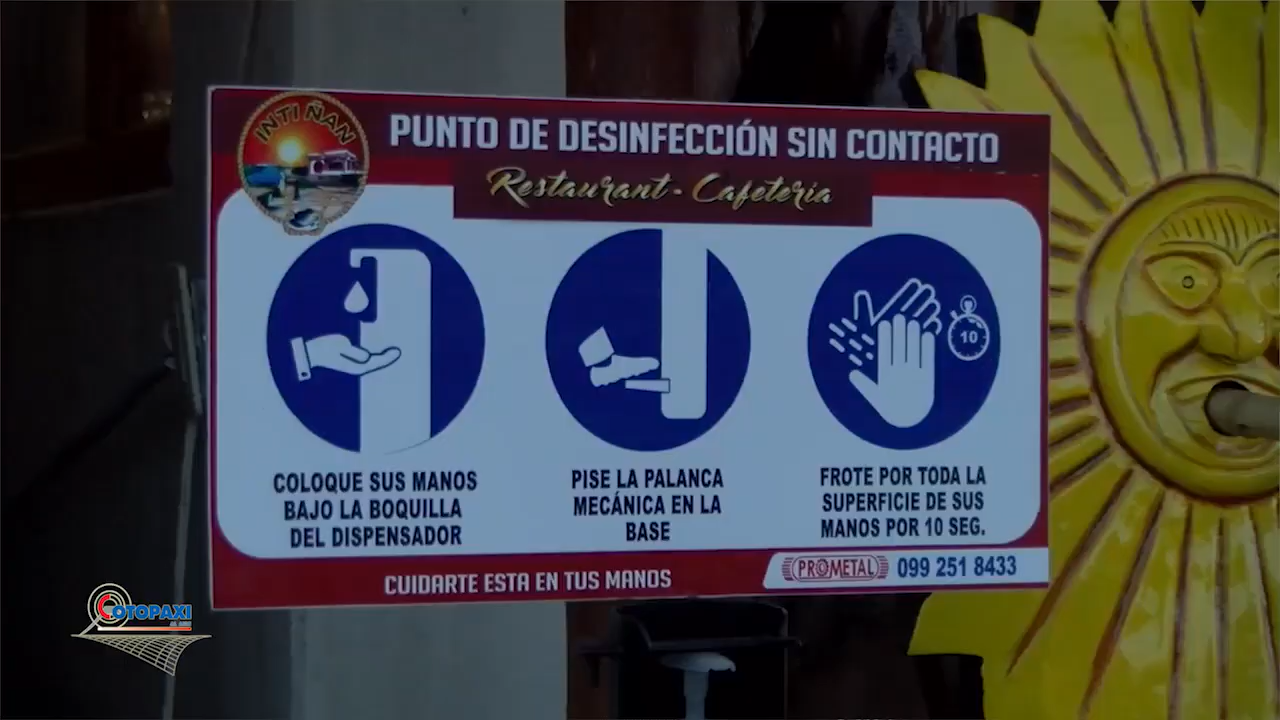 INTI ÑAN
PUNTO DE DESINFECCIÓN SIN CONTACTO
Restaurant - Cafeteria
10
COLOQUE SUS MANOS
BAJO LA BOQUILLA
DEL DISPENSADOR
PISE LA PALANCA
MECÁNICA EN LA
BASE
FROTE POR TODA LA
SUPERFICIE DE SUS
MANOS POR 10 SEG.
CUIDARTE ESTA EN TUS MANOS
PROMETAL 099 251 8433
COTOPAXI